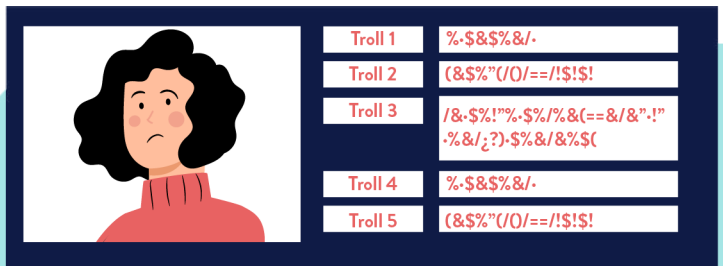 Troll 1 %·$&$%&/·
Troll 2 (&$%”(/()/==/!$!$!
Troll 3 /&·$%!”%·$%/%&(==&/&”·!”
·%&/¿?)·$%&/&%$(
Troll 4 %·$&$%&/·
Troll 5 (&$%”(/()/==/!$!$!